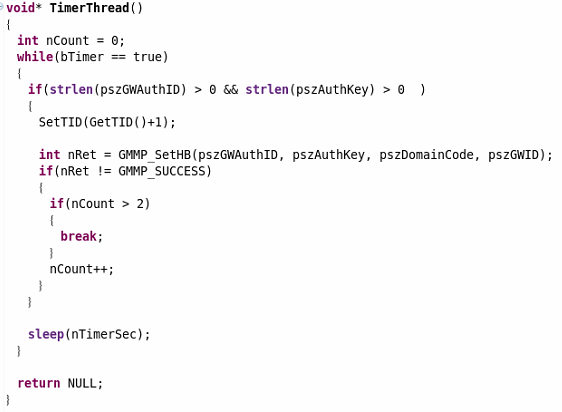 void* TimerThread()
{
int nCount = 0;
while(bTimer == true)
{
if(strlen(pszGWAuthID) > 0 && strlen(pszAuthKey) > 0  )
{
SetTID(GetTID()+1);
int nRet = GMMP_SetHB(pszGWAuthID, pszAuthKey, pszDomainCode, pszGWID);
if(nRet != GMMP_SUCCESS)
{
if(nCount > 2)
{
break;
}
nCount++;
}
}
sleep(nTimerSec);
}
return NULL;
}